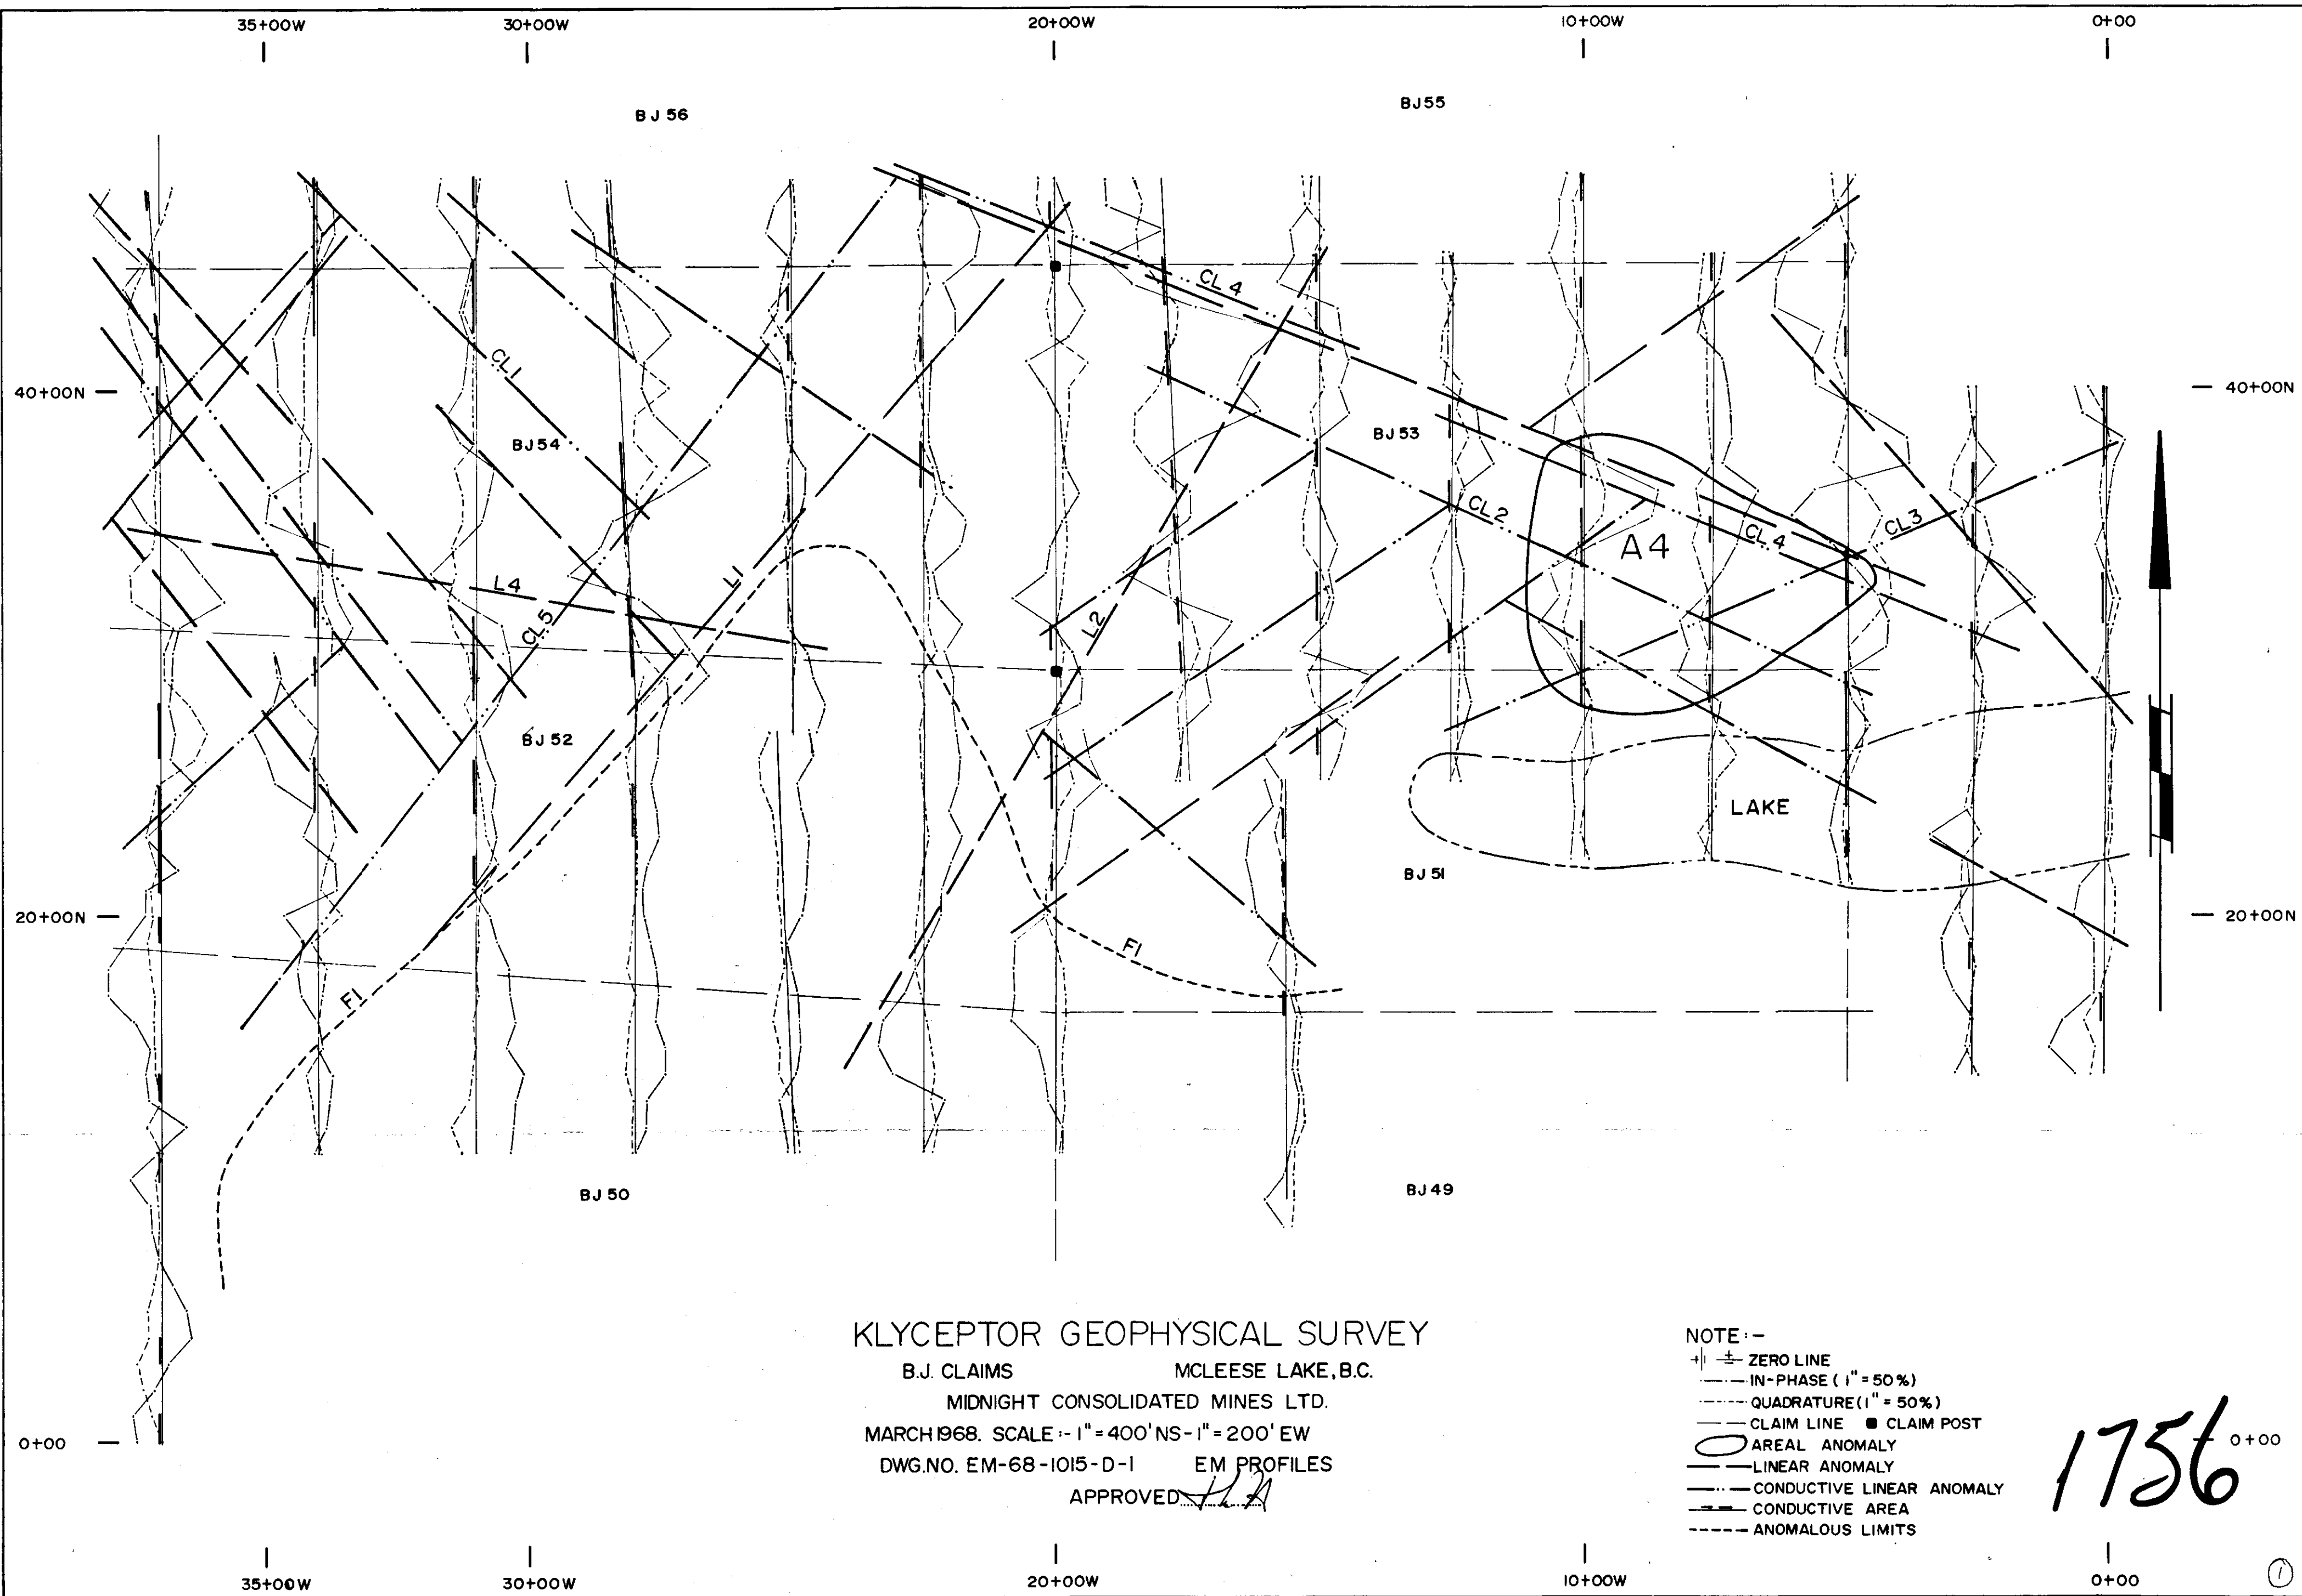 35+00W 30+00W 20+00W 10+00W 0+00
BJ 56 BJ55
CL 4
40+00N CL1 40+00N
BJ54 BJ53
CL2 CL3
A4 CL 4
L4 L1
CL5 L2
BJ 52
LAKE
BJ 51
20+00N 20+00N
F1 F1
BJ 50 BJ 49
KLYCEPTOR GEOPHYSICAL SURVEY
B.J. CLAIMS MCLEESE LAKE, B.C.
MIDNIGHT CONSOLIDATED MINES LTD.
MARCH 1968. SCALE :- 1" = 400' NS - 1" = 200' EW
DWG. NO. EM-68-1015-D-1 EM PROFILES
APPROVED
NOTE :-
+|- ± ZERO LINE
IN-PHASE ( 1" = 50%)
QUADRATURE (1" = 50%)
CLAIM LINE ■ CLAIM POST
AREAL ANOMALY
LINEAR ANOMALY
CONDUCTIVE LINEAR ANOMALY
CONDUCTIVE AREA
ANOMALOUS LIMITS
1756
0+00 0+00
35+00W 30+00W 20+00W 10+00W 0+00
1